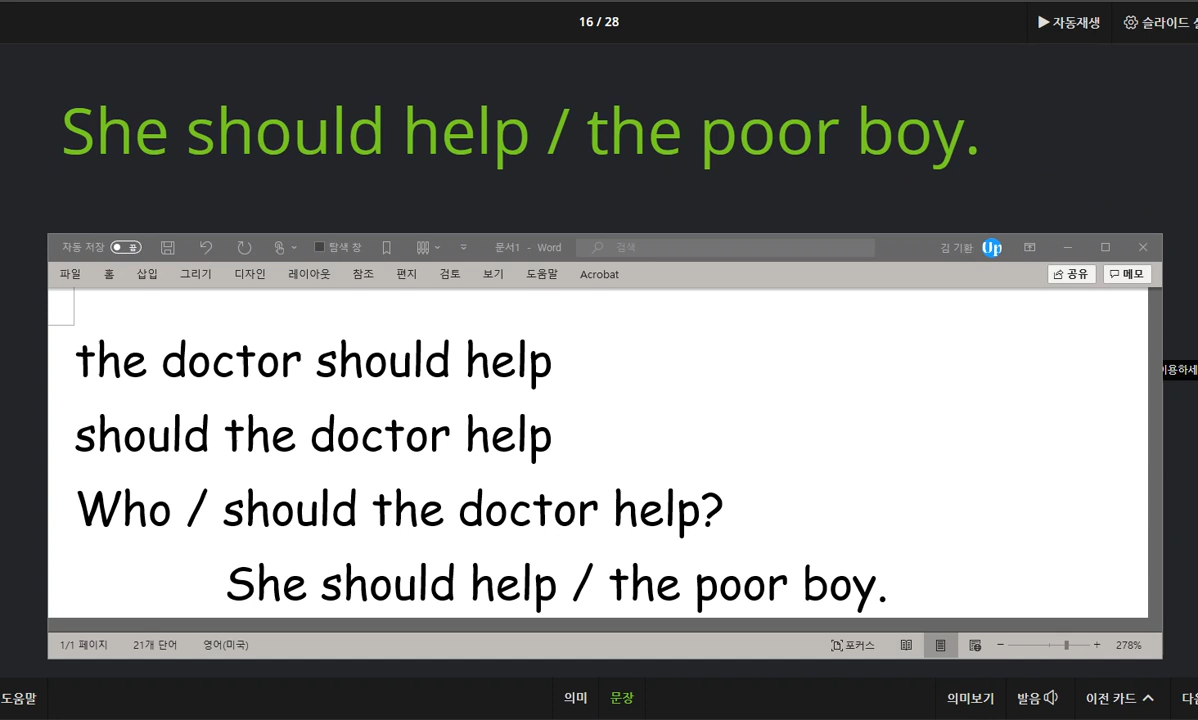 16 / 28
▶자동재생
슬라이드
She should help / the poor boy.
자동 저장
탐색 창
문서1 - Word
검색
김 기환
Up
파일 홈 삽입 그리기 디자인 레이아웃 참조 편지 검토 보기 도움말 Acrobat
공유
메모
the doctor should help
이용하세
should the doctor help
Who / should the doctor help?
She should help / the poor boy.
1/1 페이지 21개 단어 영어(미국)
포커스
- + 278%
도움말
의미 문장
의미보기 발음 이전 카드